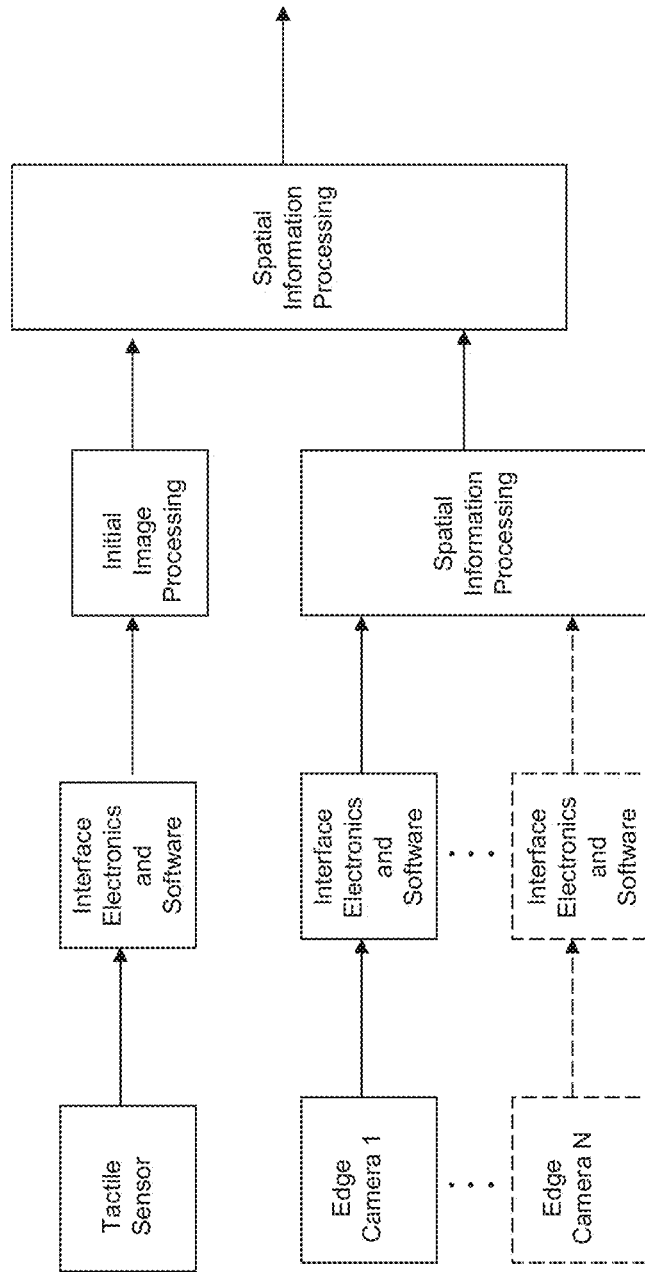 Tactile
Sensor
Interface
Electronics
and
Software
Initial
Image
Processing
Spatial
Information
Processing
Edge
Camera 1
Interface
Electronics
and
Software
Spatial
Information
Processing
. . .
. . .
Edge
Camera N
Interface
Electronics
and
Software